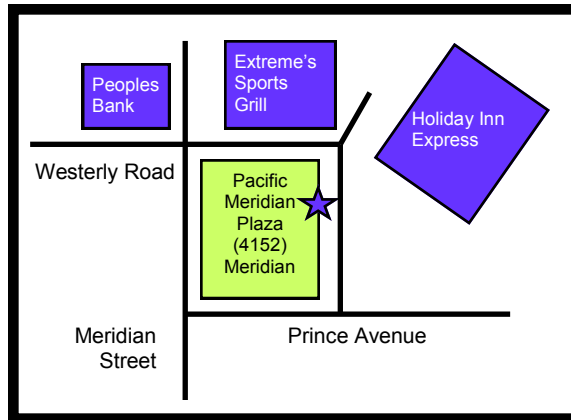 Peoples
Bank
Extreme's
Sports
Grill
Holiday Inn
Express
Westerly Road
Pacific
Meridian
Plaza
(4152)
Meridian
Meridian
Street
Prince Avenue